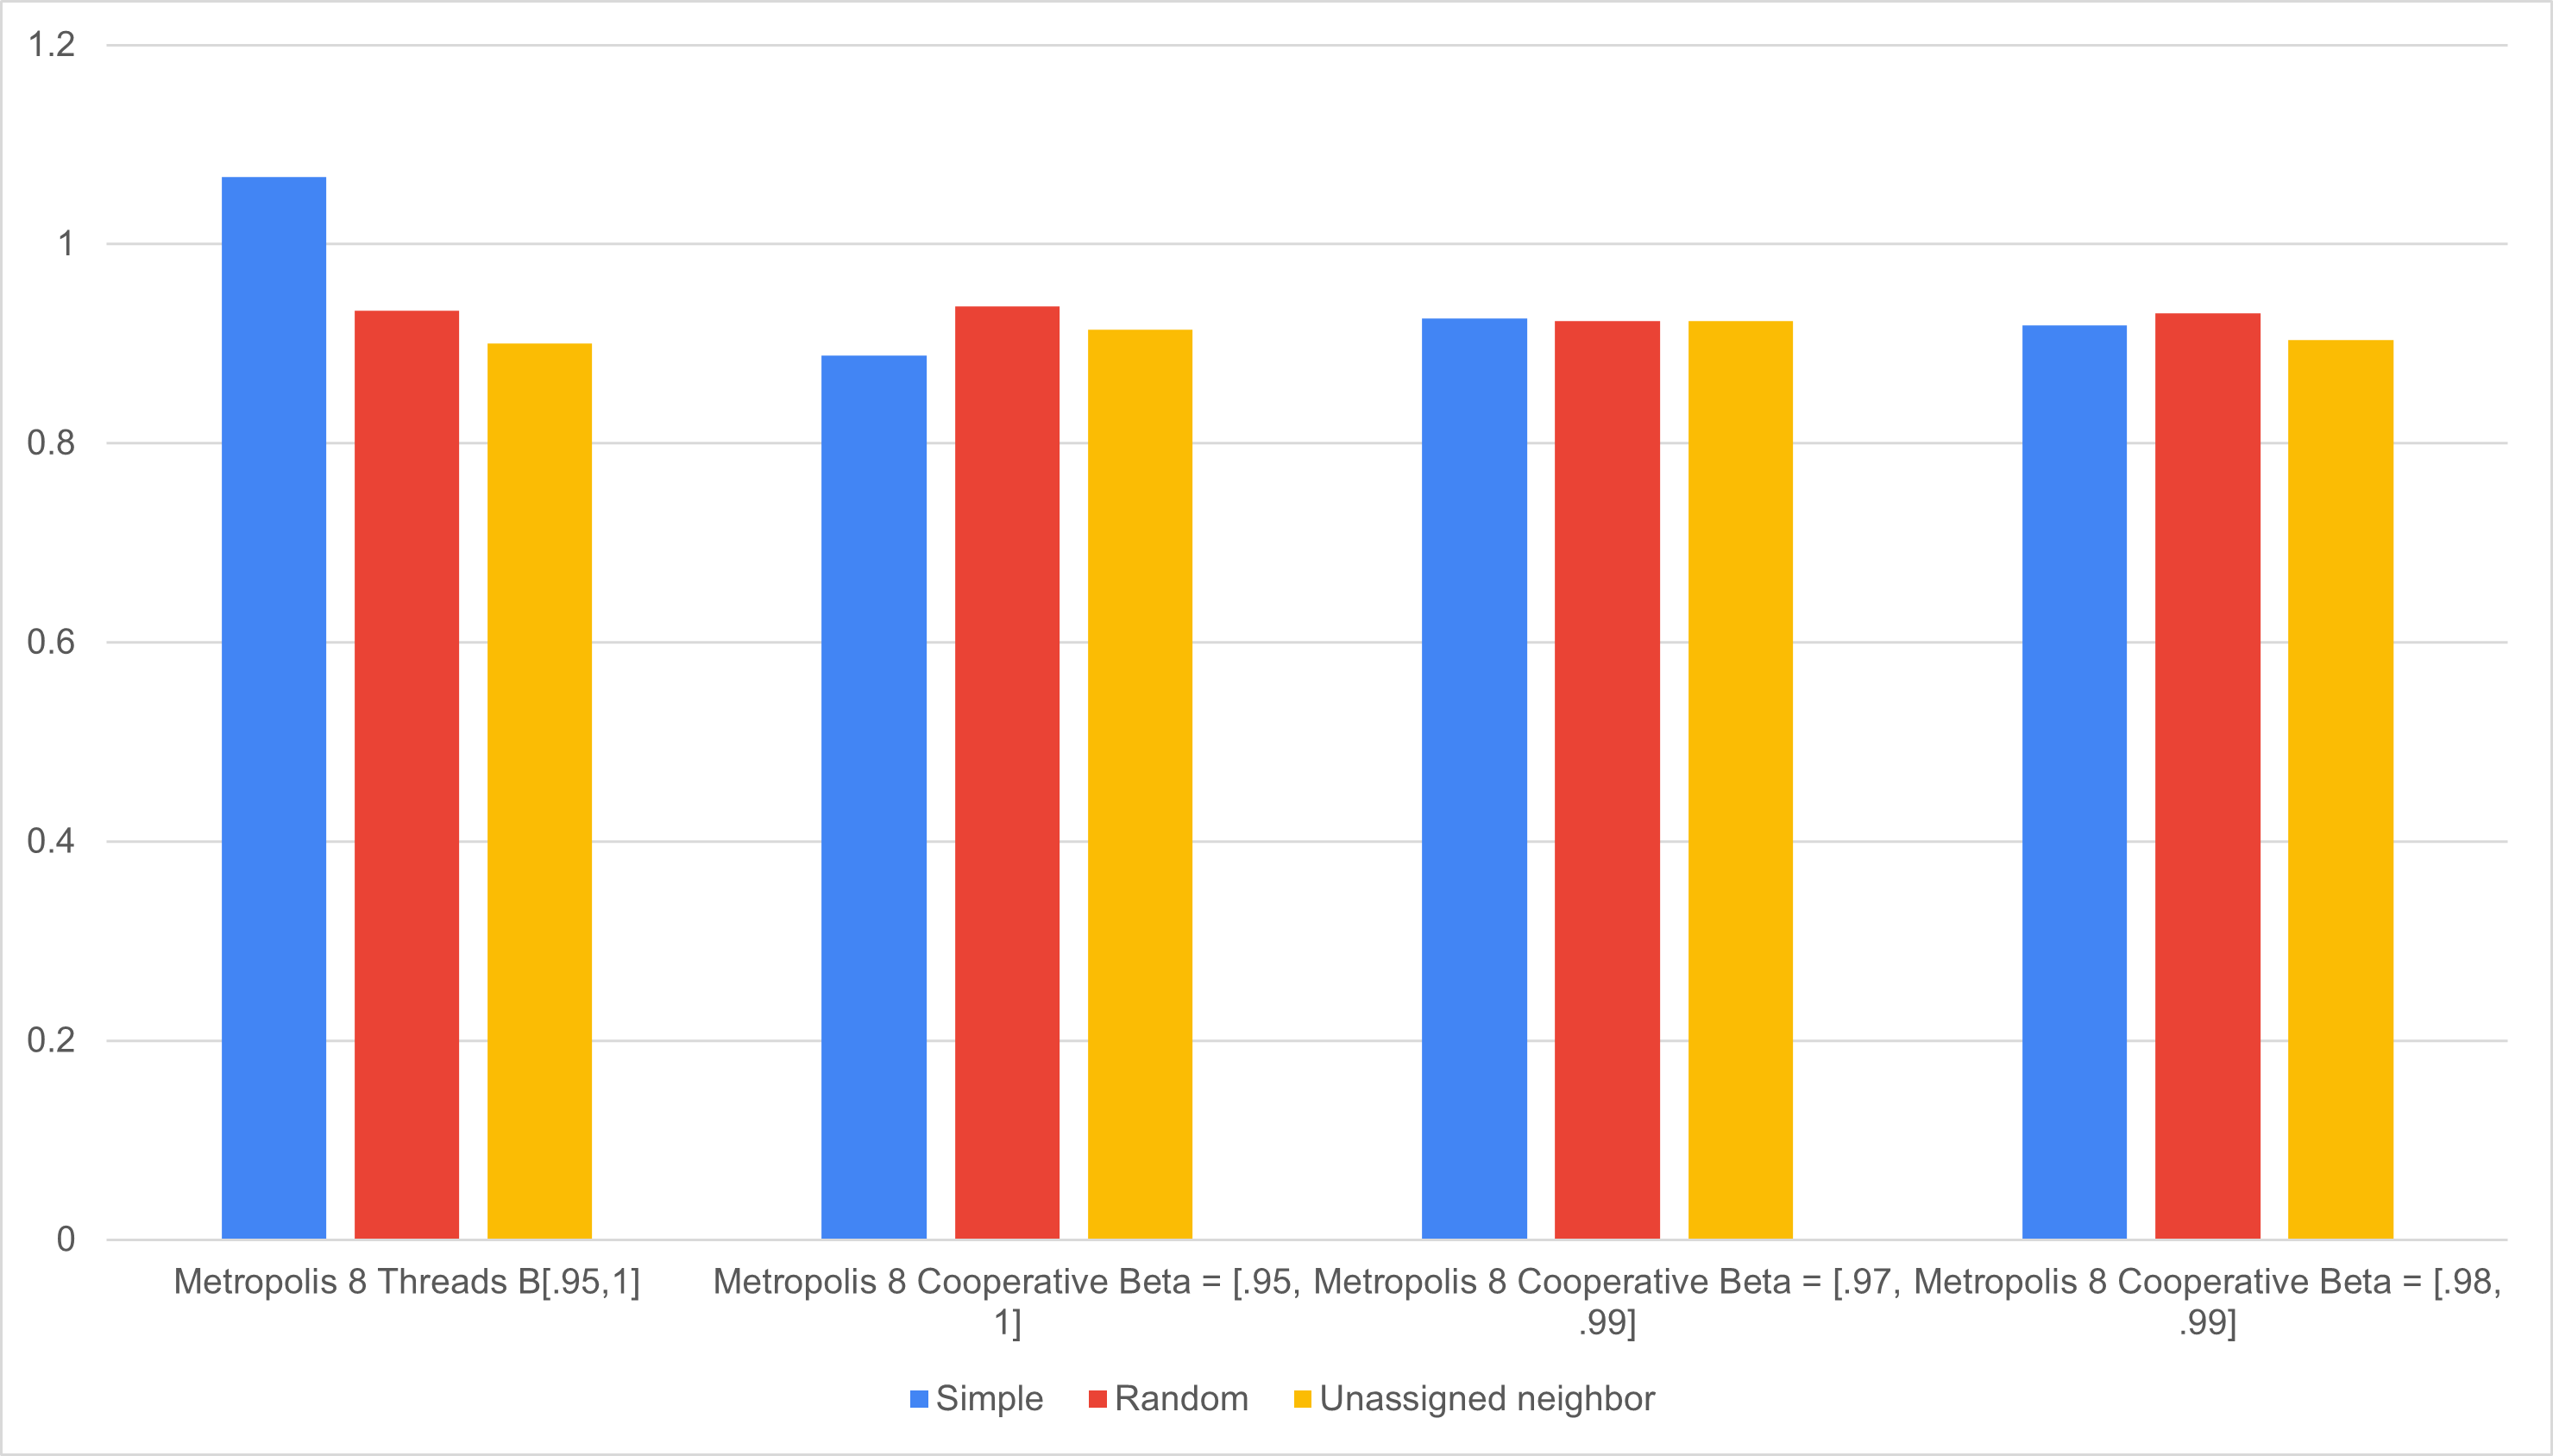 1.2
1
0.8
0.6
0.4
0.2
0
Metropolis 8 Threads B[.95,1]
Metropolis 8 Cooperative Beta = [.95,
1]
Metropolis 8 Cooperative Beta = [.97,
.99]
Metropolis 8 Cooperative Beta = [.98,
.99]
Simple
Random
Unassigned neighbor